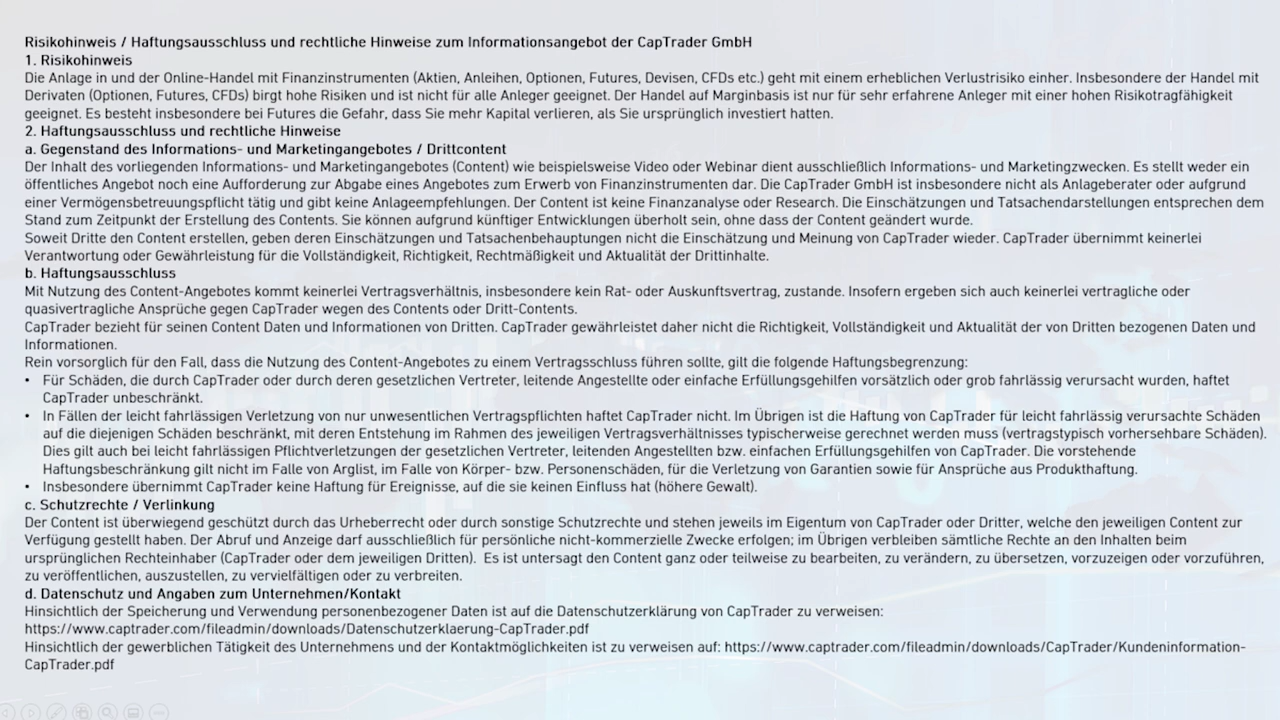 Risikohinweis / Haftungsausschluss und rechtliche Hinweise zum Informationsangebot der CapTrader GmbH
1. Risikohinweis
Die Anlage in und der Online-Handel mit Finanzinstrumenten (Aktien, Anleihen, Optionen, Futures, Devisen, CFDs etc.) geht mit einem erheblichen Verlustrisiko einher. Insbesondere der Handel mit
Derivaten (Optionen, Futures, CFDs) birgt hohe Risiken und ist nicht für alle Anleger geeignet. Der Handel auf Marginbasis ist nur für sehr erfahrene Anleger mit einer hohen Risikotragfähigkeit
geeignet. Es besteht insbesondere bei Futures die Gefahr, dass Sie mehr Kapital verlieren, als Sie ursprünglich investiert hatten.
2. Haftungsausschluss und rechtliche Hinweise
a. Gegenstand des Informations- und Marketingangebotes / Drittcontent
Der Inhalt des vorliegenden Informations- und Marketingangebotes (Content) wie beispielsweise Video oder Webinar dient ausschließlich Informations- und Marketingzwecken. Es stellt weder ein
öffentliches Angebot noch eine Aufforderung zur Abgabe eines Angebotes zum Erwerb von Finanzinstrumenten dar. Die CapTrader GmbH ist insbesondere nicht als Anlageberater oder aufgrund
einer Vermögensbetreuungspflicht tätig und gibt keine Anlageempfehlungen. Der Content ist keine Finanzanalyse oder Research. Die Einschätzungen und Tatsachendarstellungen entsprechen dem
Stand zum Zeitpunkt der Erstellung des Contents. Sie können aufgrund künftiger Entwicklungen überholt sein, ohne dass der Content geändert wurde.
Soweit Dritte den Content erstellen, geben deren Einschätzungen und Tatsachenbehauptungen nicht die Einschätzung und Meinung von CapTrader wieder. CapTrader übernimmt keinerlei
Verantwortung oder Gewährleistung für die Vollständigkeit, Richtigkeit, Rechtmäßigkeit und Aktualität der Drittinhalte.
b. Haftungsausschluss
Mit Nutzung des Content-Angebotes kommt keinerlei Vertragsverhältnis, insbesondere kein Rat- oder Auskunftsvertrag, zustande. Insofern ergeben sich auch keinerlei vertragliche oder
quasivertragliche Ansprüche gegen CapTrader wegen des Contents oder Dritt-Contents.
CapTrader bezieht für seinen Content Daten und Informationen von Dritten. CapTrader gewährleistet daher nicht die Richtigkeit, Vollständigkeit und Aktualität der von Dritten bezogenen Daten und
Informationen.
Rein vorsorglich für den Fall, dass die Nutzung des Content-Angebotes zu einem Vertragsschluss führen sollte, gilt die folgende Haftungsbegrenzung:
• Für Schäden, die durch CapTrader oder durch deren gesetzlichen Vertreter, leitende Angestellte oder einfache Erfüllungsgehilfen vorsätzlich oder grob fahrlässig verursacht wurden, haftet
CapTrader unbeschränkt.
• In Fällen der leicht fahrlässigen Verletzung von nur unwesentlichen Vertragspflichten haftet CapTrader nicht. Im Übrigen ist die Haftung von CapTrader für leicht fahrlässig verursachte Schäden
auf die diejenigen Schäden beschränkt, mit deren Entstehung im Rahmen des jeweiligen Vertragsverhältnisses typischerweise gerechnet werden muss (vertragstypisch vorhersehbare Schäden).
Dies gilt auch bei leicht fahrlässigen Pflichtverletzungen der gesetzlichen Vertreter, leitenden Angestellten bzw. einfachen Erfüllungsgehilfen von CapTrader. Die vorstehende
Haftungsbeschränkung gilt nicht im Falle von Arglist, im Falle von Körper- bzw. Personenschäden, für die Verletzung von Garantien sowie für Ansprüche aus Produkthaftung.
• Insbesondere übernimmt CapTrader keine Haftung für Ereignisse, auf die sie keinen Einfluss hat (höhere Gewalt).
c. Schutzrechte / Verlinkung
Der Content ist überwiegend geschützt durch das Urheberrecht oder durch sonstige Schutzrechte und stehen jeweils im Eigentum von CapTrader oder Dritter, welche den jeweiligen Content zur
Verfügung gestellt haben. Der Abruf und Anzeige darf ausschließlich für persönliche nicht-kommerzielle Zwecke erfolgen; im Übrigen verbleiben sämtliche Rechte an den Inhalten beim
ursprünglichen Rechteinhaber (CapTrader oder dem jeweiligen Dritten).  Es ist untersagt den Content ganz oder teilweise zu bearbeiten, zu verändern, zu übersetzen, vorzuzeigen oder vorzuführen,
zu veröffentlichen, auszustellen, zu vervielfältigen oder zu verbreiten.
d. Datenschutz und Angaben zum Unternehmen/Kontakt
Hinsichtlich der Speicherung und Verwendung personenbezogener Daten ist auf die Datenschutzerklärung von CapTrader zu verweisen:
https://www.captrader.com/fileadmin/downloads/Datenschutzerklaerung-CapTrader.pdf
Hinsichtlich der gewerblichen Tätigkeit des Unternehmens und der Kontaktmöglichkeiten ist zu verweisen auf: https://www.captrader.com/fileadmin/downloads/CapTrader/Kundeninformation-
CapTrader.pdf